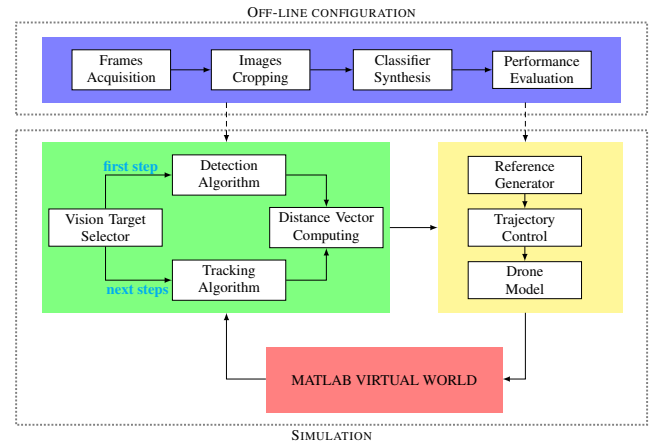 OFF-LINE CONFIGURATION
Frames
Acquisition
Images
Cropping
Classifier
Synthesis
Performance
Evaluation
first step
Detection
Algorithm
Vision Target
Selector
Distance Vector
Computing
next steps
Tracking
Algorithm
Reference
Generator
Trajectory
Control
Drone
Model
MATLAB VIRTUAL WORLD
SIMULATION